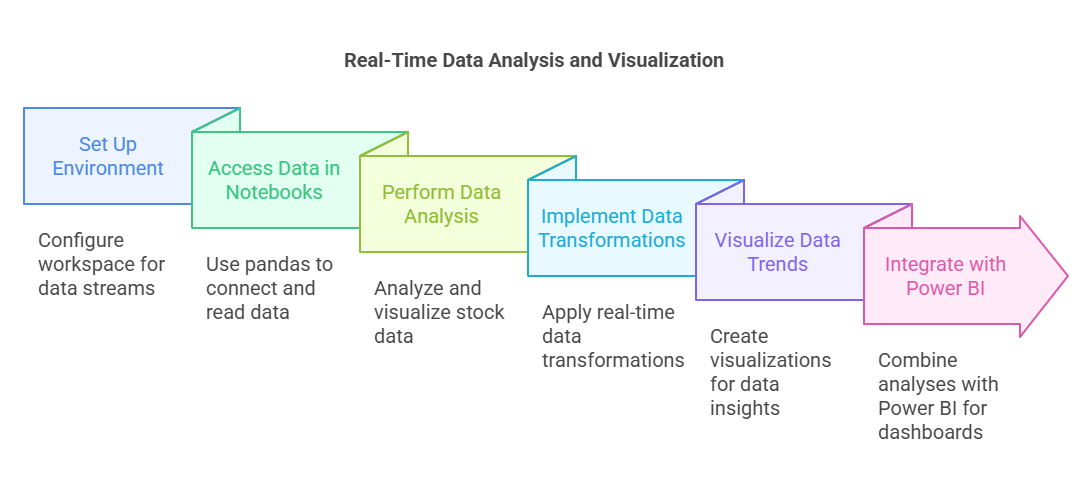 Real-Time Data Analysis and Visualization
Set Up
Environment
Configure
workspace for
data streams
Access Data in
Notebooks
Use pandas to
connect and
read data
Perform Data
Analysis
Analyze and
visualize stock
data
Implement Data
Transformations
Apply real-time
data
transformations
Visualize Data
Trends
Create
visualizations
for data
insights
Integrate with
Power BI
Combine
analyses with
Power BI for
dashboards